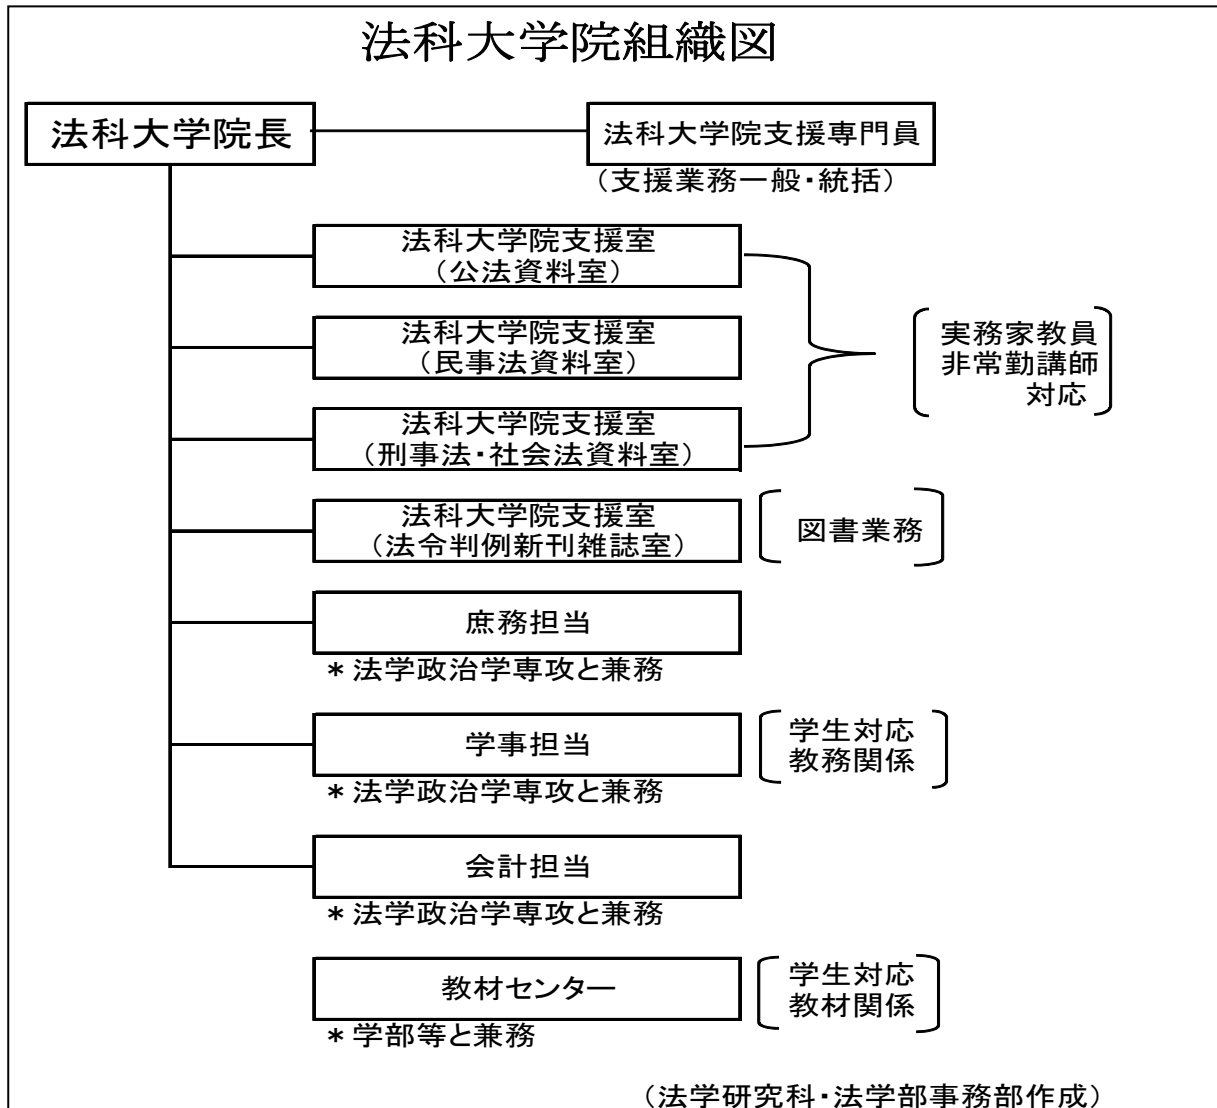 法科大学院組織図
法科大学院長
法科大学院支援専門員
（支援業務一般・統括）
法科大学院支援室
（公法資料室）
法科大学院支援室
（民事法資料室）
法科大学院支援室
（刑事法・社会法資料室）
実務家教員
非常勤講師
対応
法科大学院支援室
（法令判例新刊雑誌室）
図書業務
庶務担当
＊法学政治学専攻と兼務
学事担当
＊法学政治学専攻と兼務
学生対応
教務関係
会計担当
＊法学政治学専攻と兼務
教材センター
＊学部等と兼務
学生対応
教材関係
（法学研究科・法学部事務部作成）